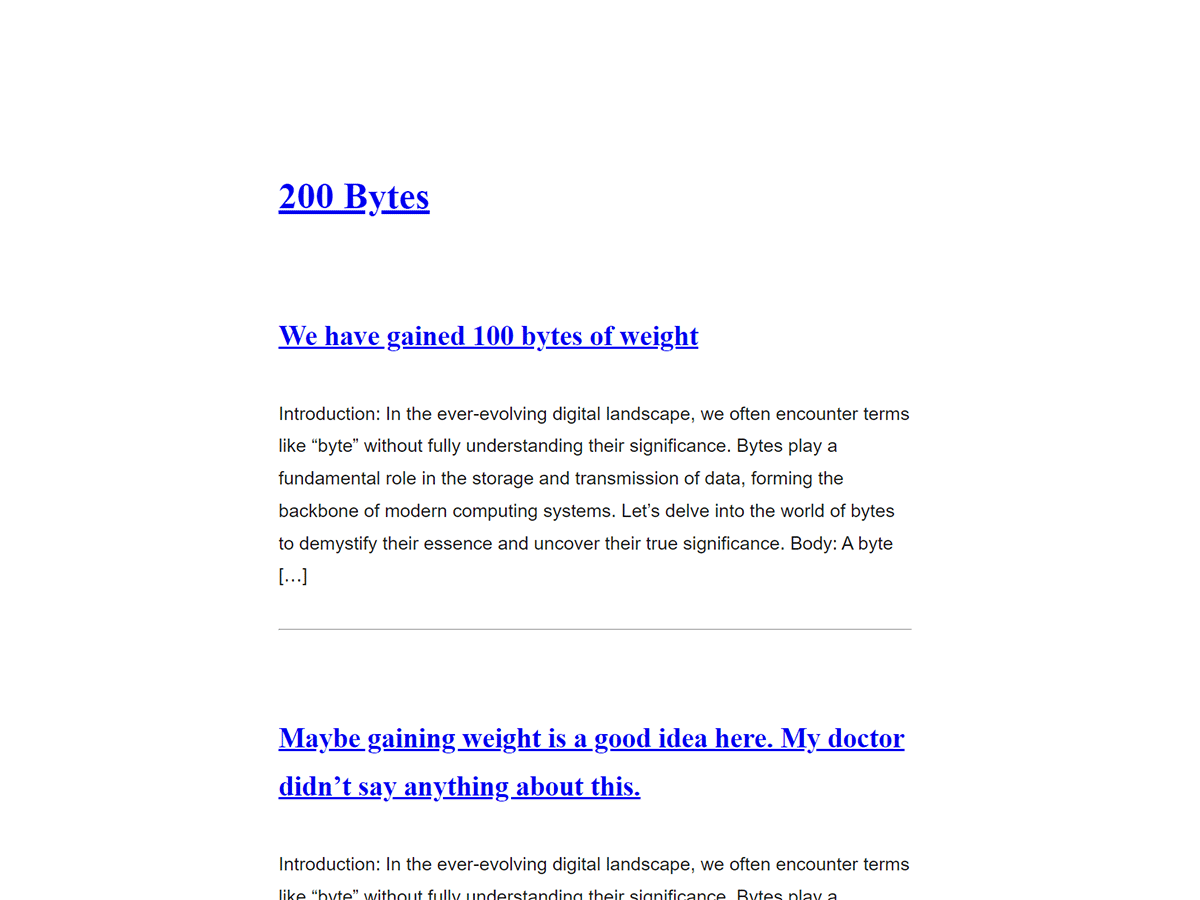 200 Bytes
We have gained 100 bytes of weight
Introduction: In the ever-evolving digital landscape, we often encounter terms
like “byte” without fully understanding their significance. Bytes play a
fundamental role in the storage and transmission of data, forming the
backbone of modern computing systems. Let’s delve into the world of bytes
to demystify their essence and uncover their true significance. Body: A byte
[…]
Maybe gaining weight is a good idea here. My doctor
didn’t say anything about this.
Introduction: In the ever-evolving digital landscape, we often encounter terms
like “byte” without fully understanding their significance. Bytes play a